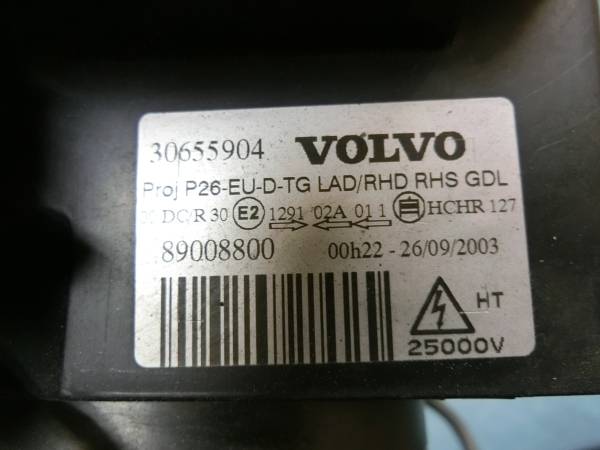 30655904 VOLVO
Proj P26-EU-D-TG LAD/RHD RHS GDL
DC/R 30 E2 1291 02A 01 1 HCHR 127
89008800 00h22 - 26/09/2003
HT
25000V